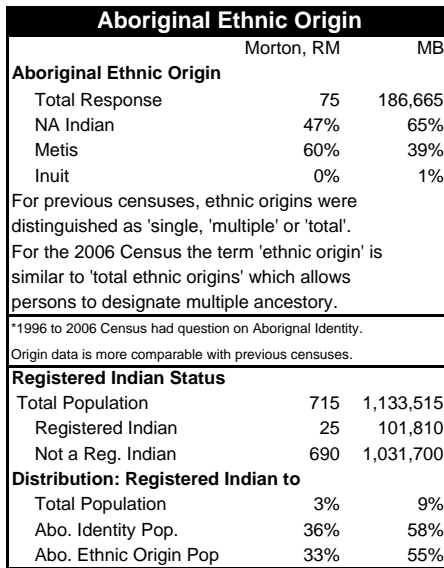 Aboriginal Ethnic Origin
Morton, RM MB
Aboriginal Ethnic Origin
Total Response 75 186,665
NA Indian 47% 65%
Metis 60% 39%
Inuit 0% 1%
For previous censuses, ethnic origins were
distinguished as 'single, 'multiple' or 'total'.
For the 2006 Census the term 'ethnic origin' is
similar to 'total ethnic origins' which allows
persons to designate multiple ancestory.
*1996 to 2006 Census had question on Aborignal Identity.
Origin data is more comparable with previous censuses.
Registered Indian Status
Total Population 715 1,133,515
Registered Indian 25 101,810
Not a Reg. Indian 690 1,031,700
Distribution: Registered Indian to
Total Population 3% 9%
Abo. Identity Pop. 36% 58%
Abo. Ethnic Origin Pop 33% 55%